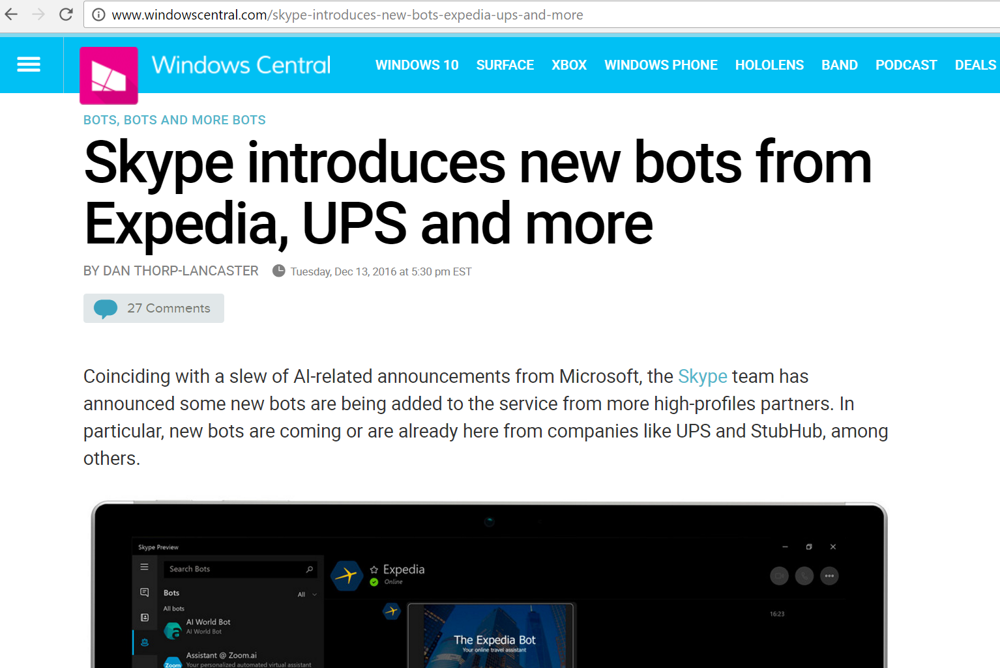 www.windowscentral.com/skype-introduces-new-bots-expedia-ups-and-more
Windows Central
WINDOWS 10 SURFACE XBOX WINDOWS PHONE HOLOLENS BAND PODCAST DEALS
BOTS, BOTS AND MORE BOTS
Skype introduces new bots from
Expedia, UPS and more
BY DAN THORP-LANCASTER Tuesday, Dec 13, 2016 at 5:30 pm EST
27 Comments
Coinciding with a slew of AI-related announcements from Microsoft, the Skype team has
announced some new bots are being added to the service from more high-profiles partners. In
particular, new bots are coming or are already here from companies like UPS and StubHub, among
others.
Skype Preview
Search Bots
Expedia
Online
Bots
All
All bots
16:23
AI World Bot
AI World Bot
The Expedia Bot
Your online travel assistant
Assistant @ Zoom.ai
Zoom
Your personalized automated virtual assistant